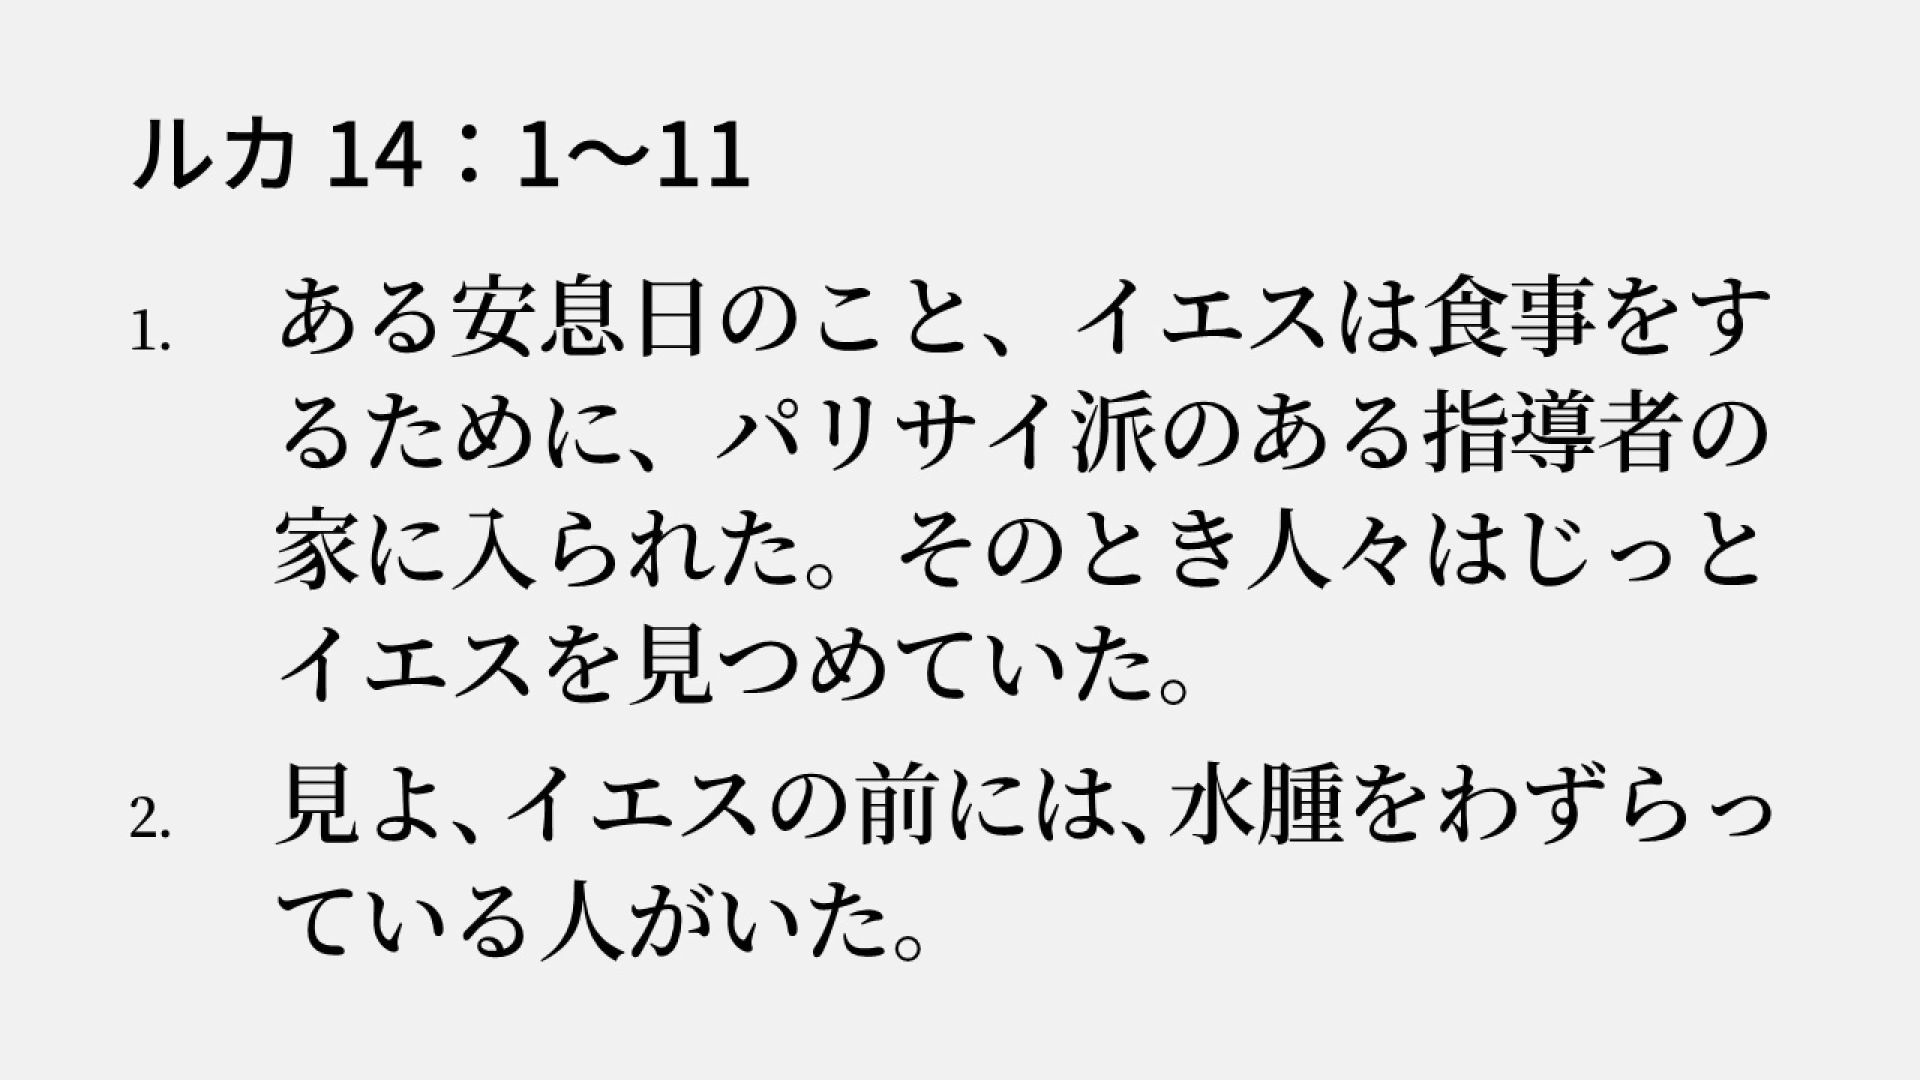 ルカ 14：1〜11
1. ある安息日のこと、イエスは食事をす
るために、パリサイ派のある指導者の
家に入られた。そのとき人々はじっと
イエスを見つめていた。
2. 見よ、イエスの前には、水腫をわずらっ
ている人がいた。